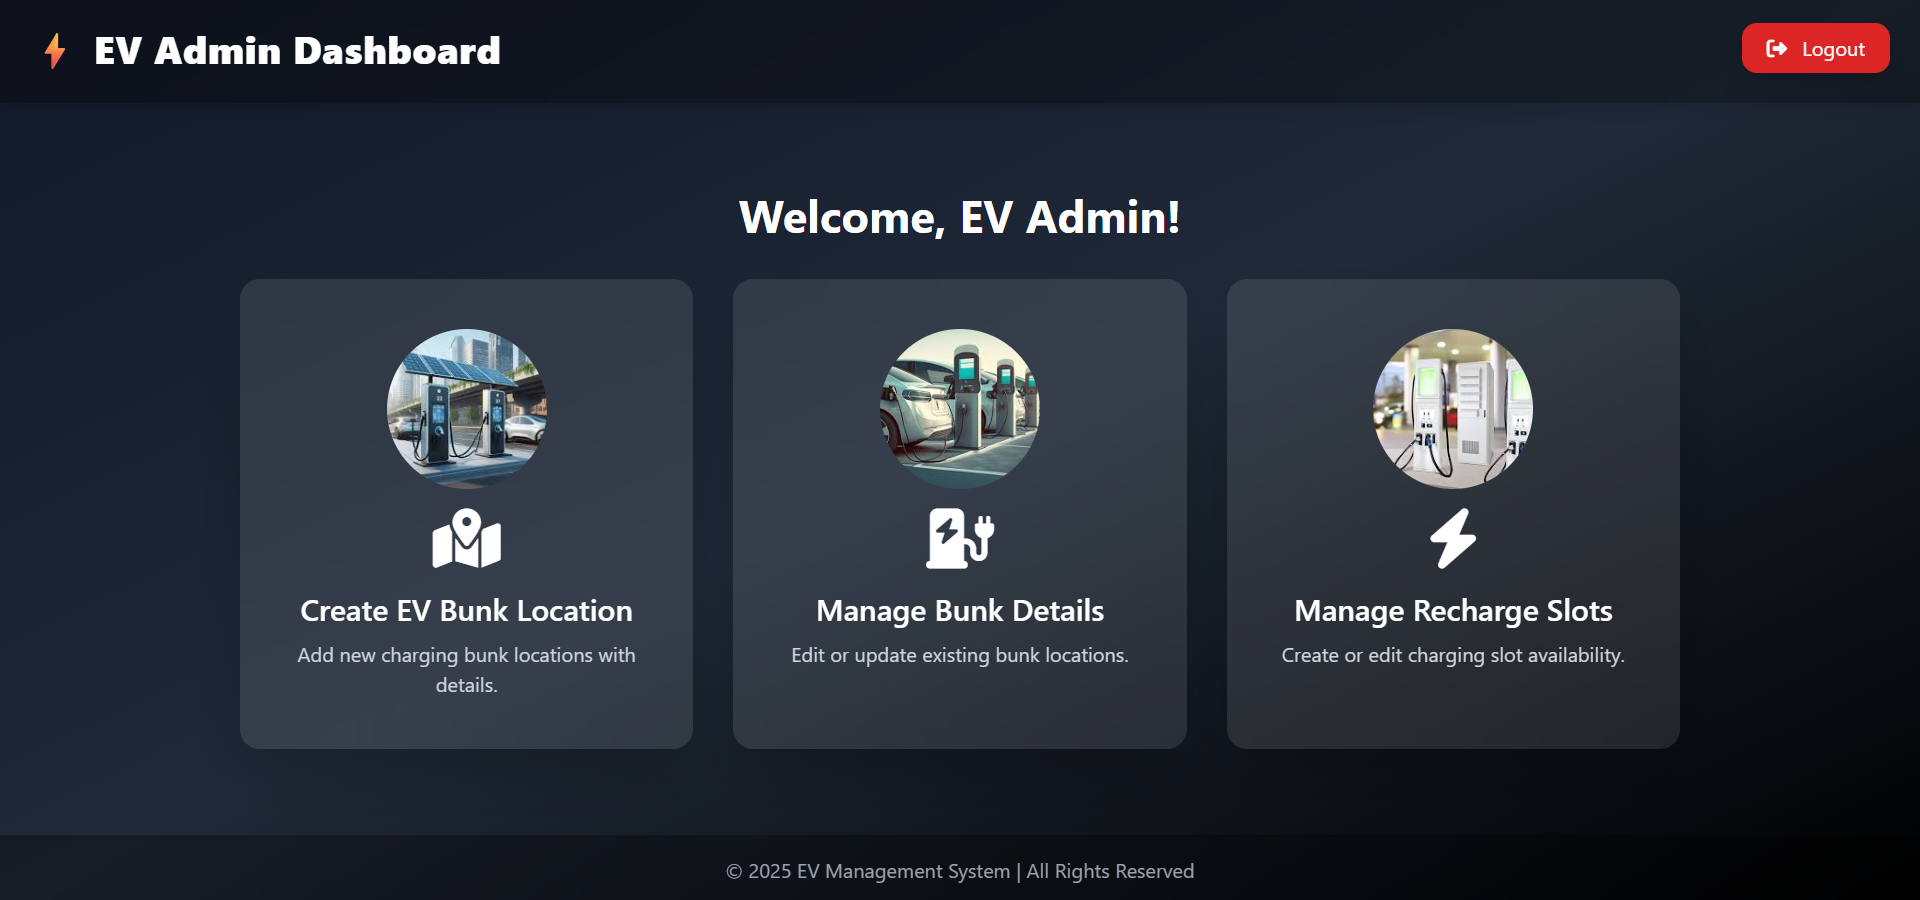 EV Admin Dashboard
Logout
Welcome, EV Admin!
Create EV Bunk Location
Add new charging bunk locations with
details.
Manage Bunk Details
Edit or update existing bunk locations.
Manage Recharge Slots
Create or edit charging slot availability.
© 2025 EV Management System | All Rights Reserved